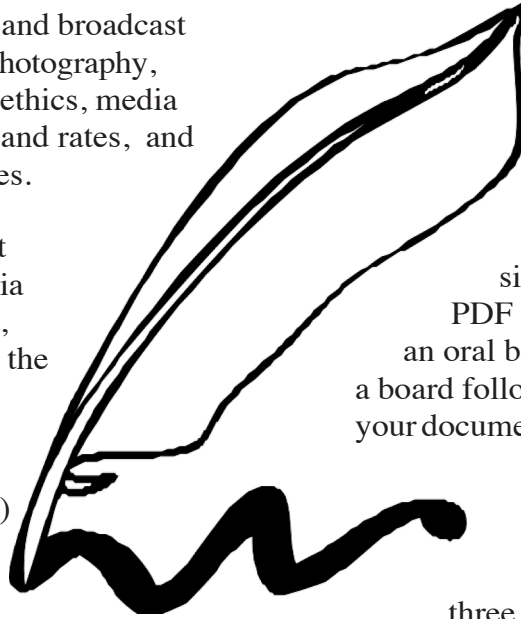 and broadcast
hotography,
ethics, media
and rates, and
es.
t
ia
,
the
)
si
PDF
an oral b
a board follo
your docume
three